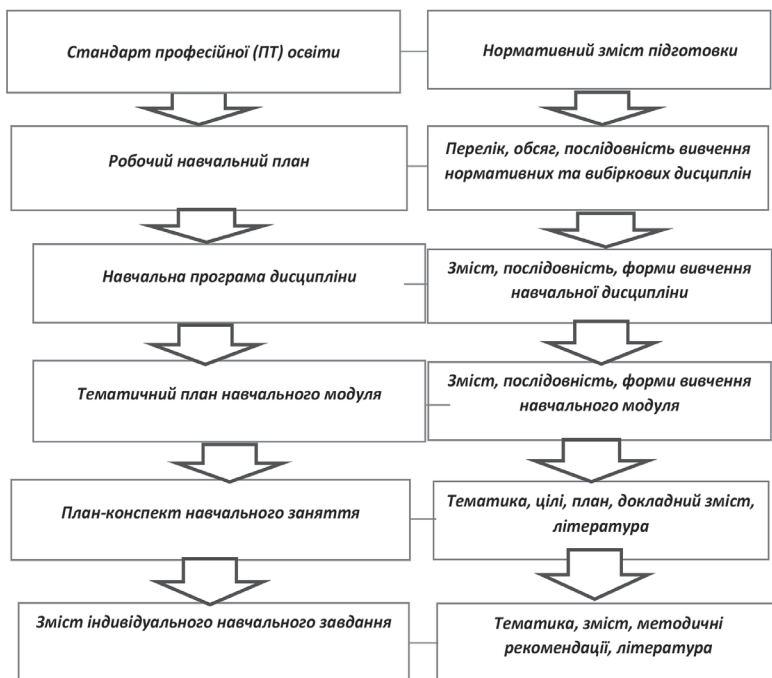 Стандарт професійної (ПТ) освіти
Нормативний зміст підготовки
Робочий навчальний план
Перелік, обсяг, послідовність вивчення
нормативних та вибіркових дисциплін
Навчальна програма дисципліни
Зміст, послідовність, форми вивчення
навчальної дисципліни
Тематичний план навчального модуля
Зміст, послідовність, форми вивчення
навчального модуля
План-конспект навчального заняття
Тематика, цілі, план, докладний зміст,
література
Зміст індивідуального навчального завдання
Тематика, зміст, методичні
рекомендації, література